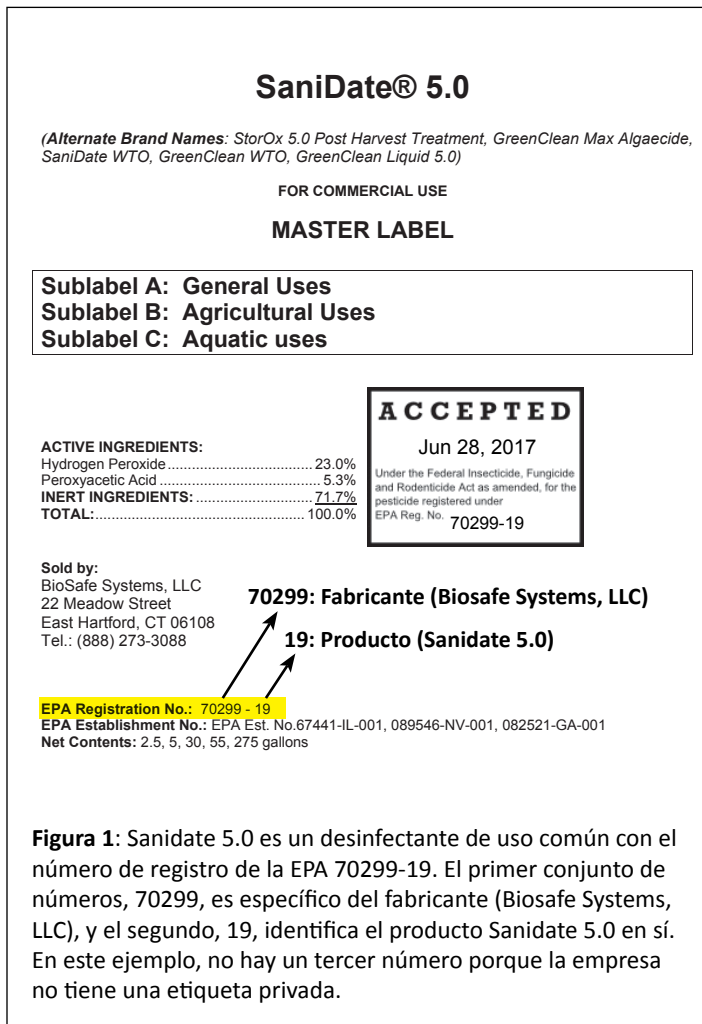 SaniDate® 5.0
(Alternate Brand Names: StorOx 5.0 Post Harvest Treatment, GreenClean Max Algaecide,
SaniDate WTO, GreenClean WTO, GreenClean Liquid 5.0)
FOR COMMERCIAL USE
MASTER LABEL
Sublabel A: General Uses
Sublabel B: Agricultural Uses
Sublabel C: Aquatic uses
ACTIVE INGREDIENTS:
Hydrogen Peroxide.................................... 23.0%
Peroxyacetic Acid ........................................ 5.3%
INERT INGREDIENTS: ............................. 71.7%
TOTAL:.................................................... 100.0%
ACCEPTED
Jun 28, 2017
Under the Federal Insecticide, Fungicide
and Rodenticide Act as amended, for the
pesticide registered under
EPA Reg. No. 70299-19
Sold by:
BioSafe Systems, LLC
22 Meadow Street
East Hartford, CT 06108
Tel.: (888) 273-3088
70299: Fabricante (Biosafe Systems, LLC)
19: Producto (Sanidate 5.0)
EPA Registration No.: 70299 - 19
EPA Establishment No.: EPA Est. No.67441-IL-001, 089546-NV-001, 082521-GA-001
Net Contents: 2.5, 5, 30, 55, 275 gallons
Figura 1: Sanidate 5.0 es un desinfectante de uso común con el
número de registro de la EPA 70299-19. El primer conjunto de
números, 70299, es específico del fabricante (Biosafe Systems,
LLC), y el segundo, 19, identifica el producto Sanidate 5.0 en sí.
En este ejemplo, no hay un tercer número porque la empresa
no tiene una etiqueta privada.